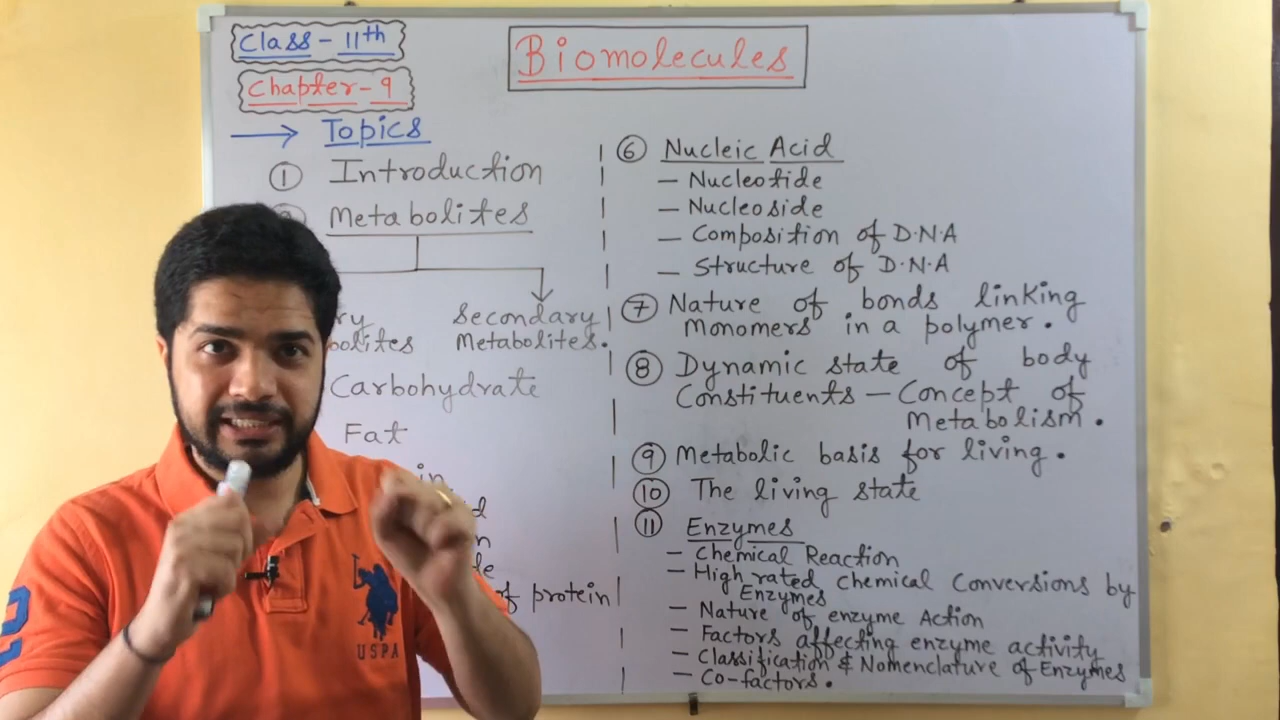 Class - 11th
Chapter - 9
Biomolecules
→ Topics
① Introduction
Metabolites
Secondary
Metabolites.
Carbohydrate
Fat
of protein
⑥ Nucleic Acid
— Nucleotide
— Nucleoside
— Composition of D.N.A
— Structure of D.N.A
⑦ Nature of bonds linking
monomers in a polymer.
⑧ Dynamic state of body
Constituents — Concept of
Metabolism.
⑨ Metabolic basis for living.
⑩ The living state
⑪ Enzymes
— Chemical Reaction
— High rated Chemical Conversions by
Enzymes
— Nature of enzyme Action
— Factors affecting enzyme activity
— Classification & Nomenclature of Enzymes
— Co-factors.
2
USPA